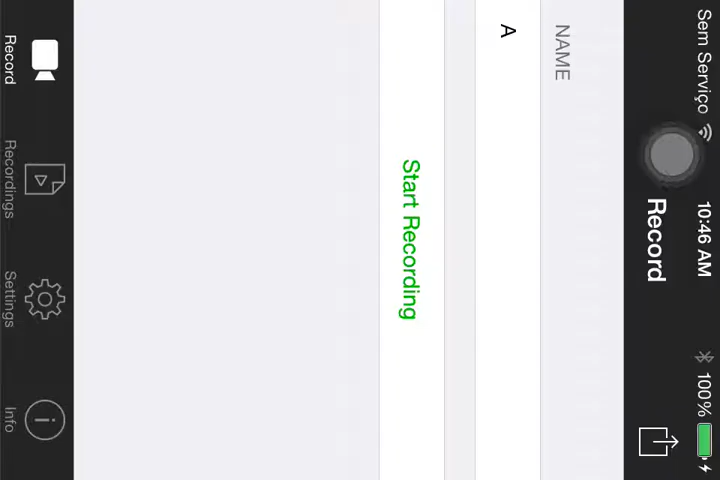 Sem Serviço 10:46 AM 100%
Record
NAME
A
Start Recording
Record Recordings Settings Info